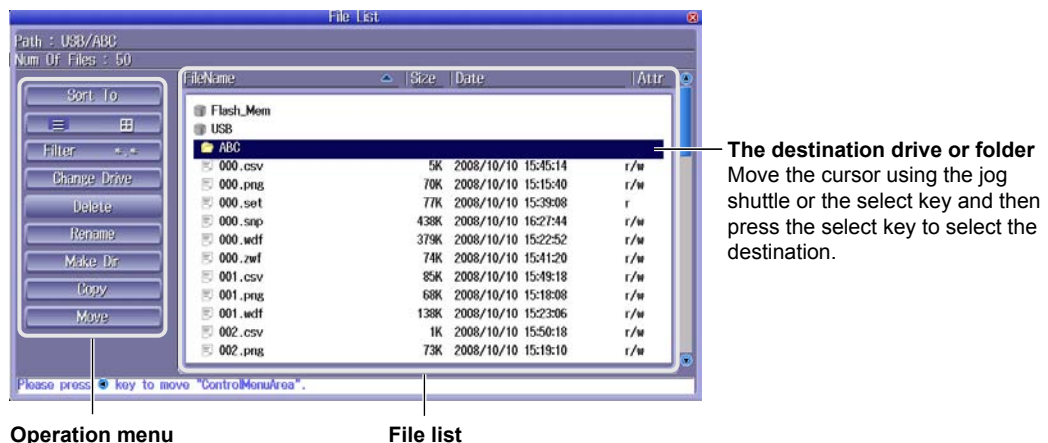 File List
Path : USB/ABC
Num Of Files : 50
Sort To
Filter *.*
Change Drive
Delete
Rename
Make Dir
Copy
Move
FileName Size Date Attr
Flash_Mem
USB
ABC
000.csv 5K 2008/10/10 15:45:14 r/w
000.png 70K 2008/10/10 15:15:40 r/w
000.set 77K 2008/10/10 15:39:08 r
000.snp 438K 2008/10/10 16:27:44 r/w
000.wdf 379K 2008/10/10 15:22:52 r/w
000.zwf 74K 2008/10/10 15:41:20 r/w
001.csv 85K 2008/10/10 15:49:18 r/w
001.png 68K 2008/10/10 15:18:08 r/w
001.wdf 138K 2008/10/10 15:23:06 r/w
002.csv 1K 2008/10/10 15:50:18 r/w
002.png 73K 2008/10/10 15:19:10 r/w
Please press key to move "ControlMenuArea".
The destination drive or folder
Move the cursor using the jog
shuttle or the select key and then
press the select key to select the
destination.
Operation menu
File list